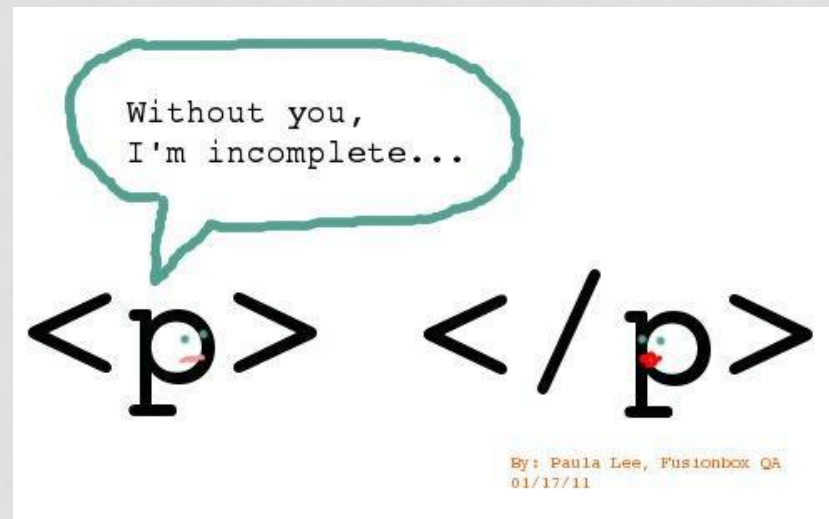 Without you,
I'm incomplete...
<p> </p>
By: Paula Lee, Fusionbox QA
01/17/11